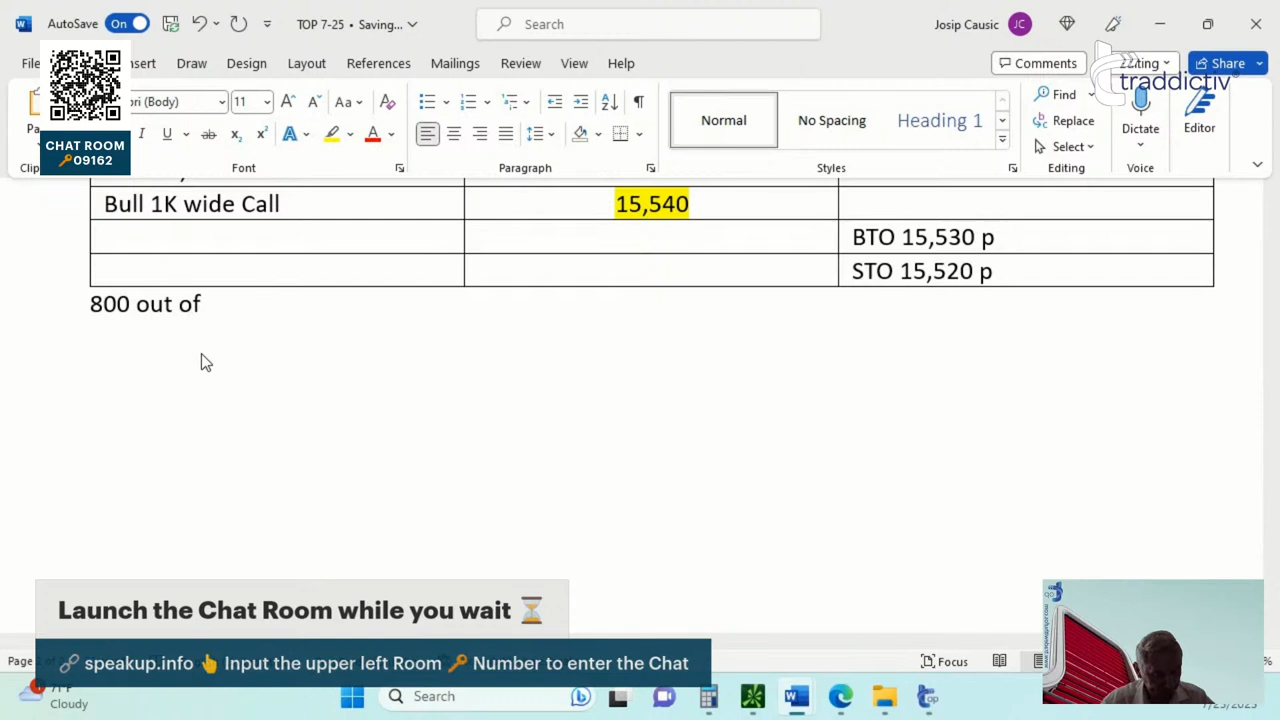 AutoSave On TOP 7-25 • Saving... Search Josip Causic JC
Insert Draw Design Layout References Mailings Review View Help Comments Editing Share
traddictiv
(Body) 11 Aa Normal No Spacing Heading 1 Find Replace Select Dictate Editor
CHAT ROOM
09162
Font Paragraph Styles Editing Voice
Bull 1K wide Call 15,540
BTO 15,530 p
STO 15,520 p
800 out of
Launch the Chat Room while you wait
speakup.info Input the upper left Room Number to enter the Chat
Focus
Search
Cloudy